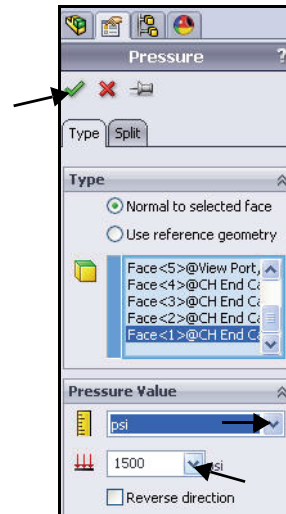 Pressure ?
Type Split
Type
Normal to selected face
Use reference geometry
Face<5>@View Port,
Face<4>@CH End Ca
Face<3>@CH End Ca
Face<2>@CH End Ca
Face<1>@CH End Ca
Pressure Value
psi
1500 psi
Reverse direction